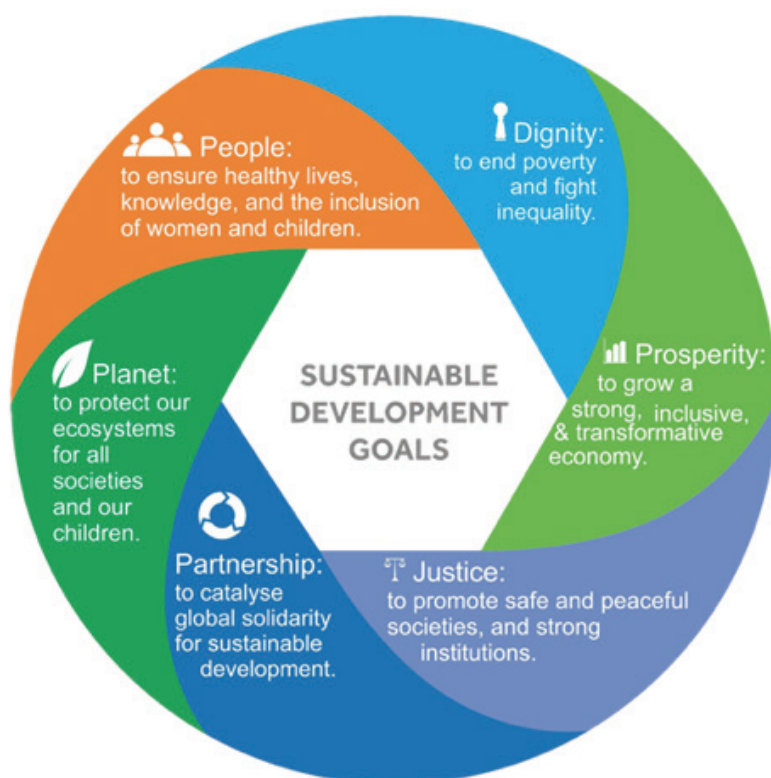 Dignity:
to end poverty
and fight
inequality.
Prosperity:
to grow a
strong, inclusive,
& transformative
economy.
Justice:
to promote safe and peaceful
societies, and strong
institutions.
Partnership:
to catalyse
global solidarity
for sustainable
development.
Planet:
to protect our
ecosystems
for all
societies
and our
children.
People:
to ensure healthy lives,
knowledge, and the inclusion
of women and children.
SUSTAINABLE
DEVELOPMENT
GOALS